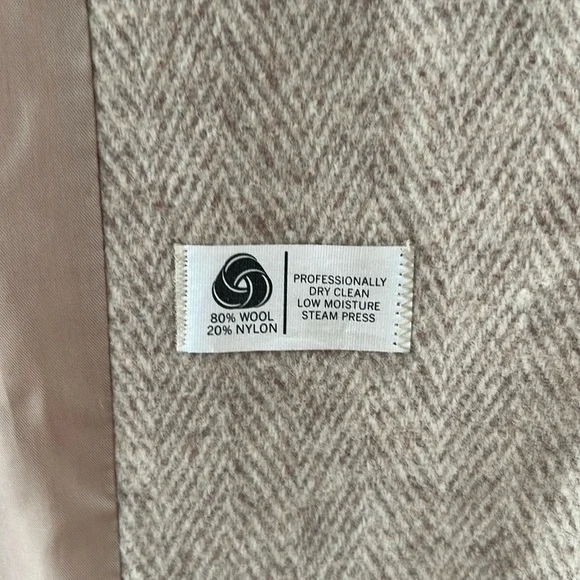 80% WOOL
20% NYLON
PROFESSIONALLY
DRY CLEAN
LOW MOISTURE
STEAM PRESS